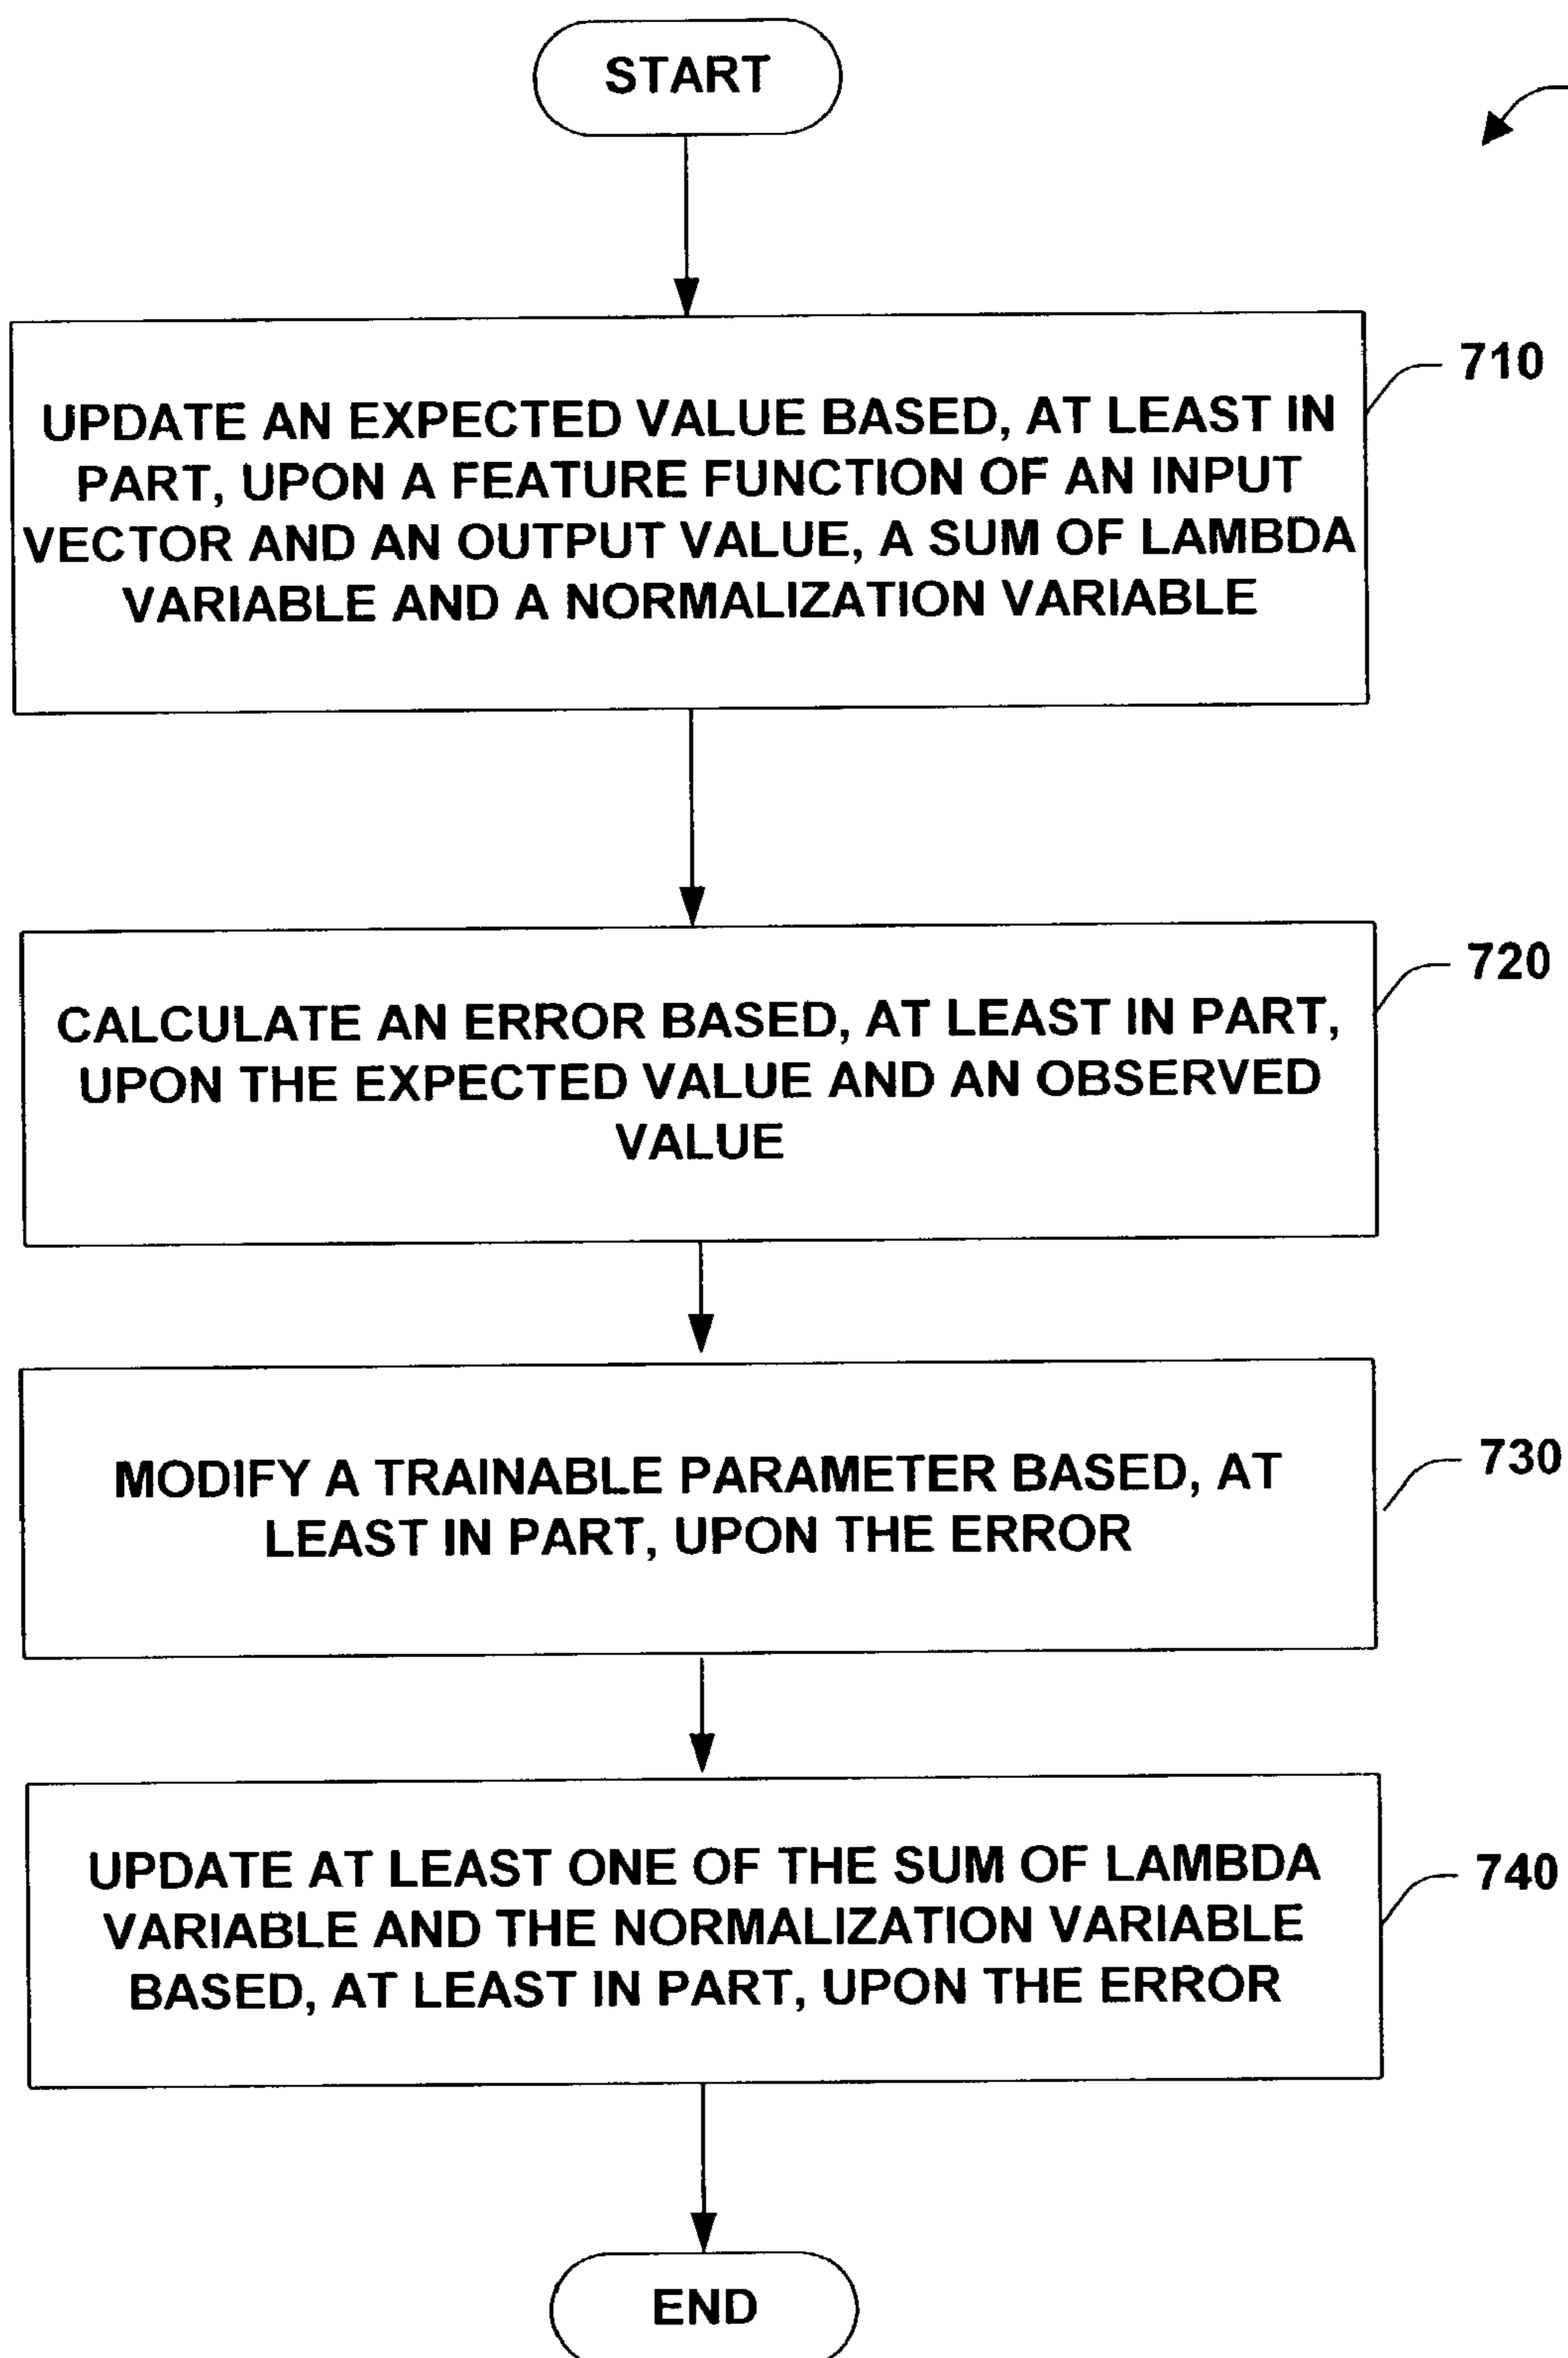 START
710
UPDATE AN EXPECTED VALUE BASED, AT LEAST IN
PART, UPON A FEATURE FUNCTION OF AN INPUT
VECTOR AND AN OUTPUT VALUE, A SUM OF LAMBDA
VARIABLE AND A NORMALIZATION VARIABLE
720
CALCULATE AN ERROR BASED, AT LEAST IN PART,
UPON THE EXPECTED VALUE AND AN OBSERVED
VALUE
730
MODIFY A TRAINABLE PARAMETER BASED, AT
LEAST IN PART, UPON THE ERROR
740
UPDATE AT LEAST ONE OF THE SUM OF LAMBDA
VARIABLE AND THE NORMALIZATION VARIABLE
BASED, AT LEAST IN PART, UPON THE ERROR
END